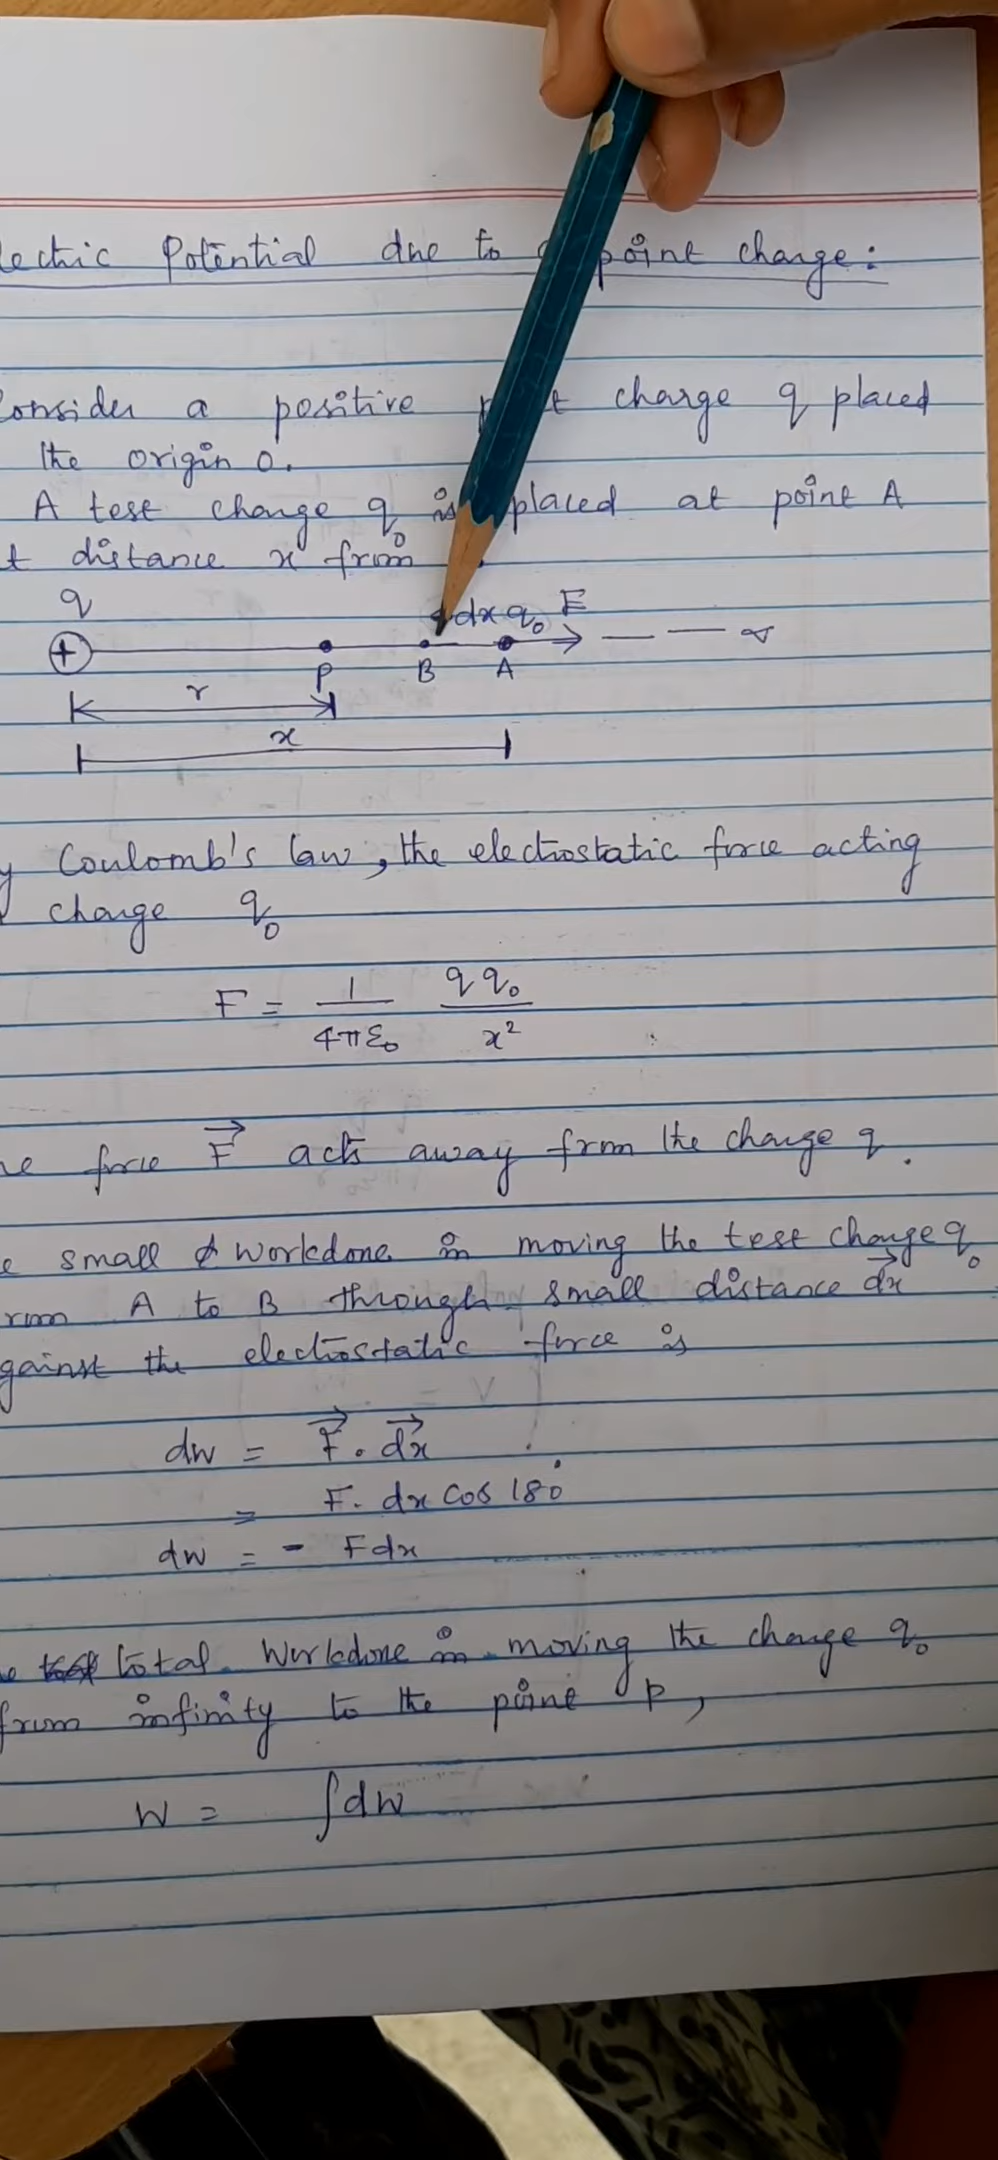 lectric Potential due to point charge:
onsider a positive charge q placed
the origin O.
A test charge q₀ is placed at point A
t distance x from
q dx q₀ E
+ P B A ∝
r
x
y Coulomb's law, the electrostatic force acting
charge q₀
F = 1/4πε₀ qq₀/x²
e force F⃗ acts away from the charge q.
e small workdone in moving the test charge q₀
rom A to B through small distance dx⃗
gainst the electrostatic force is
dw = F⃗ . dx⃗
= F. dx cos 180°
dw = - Fdx
e total workdone in moving the charge q₀
from infinity to the point P,
W = ∫dw